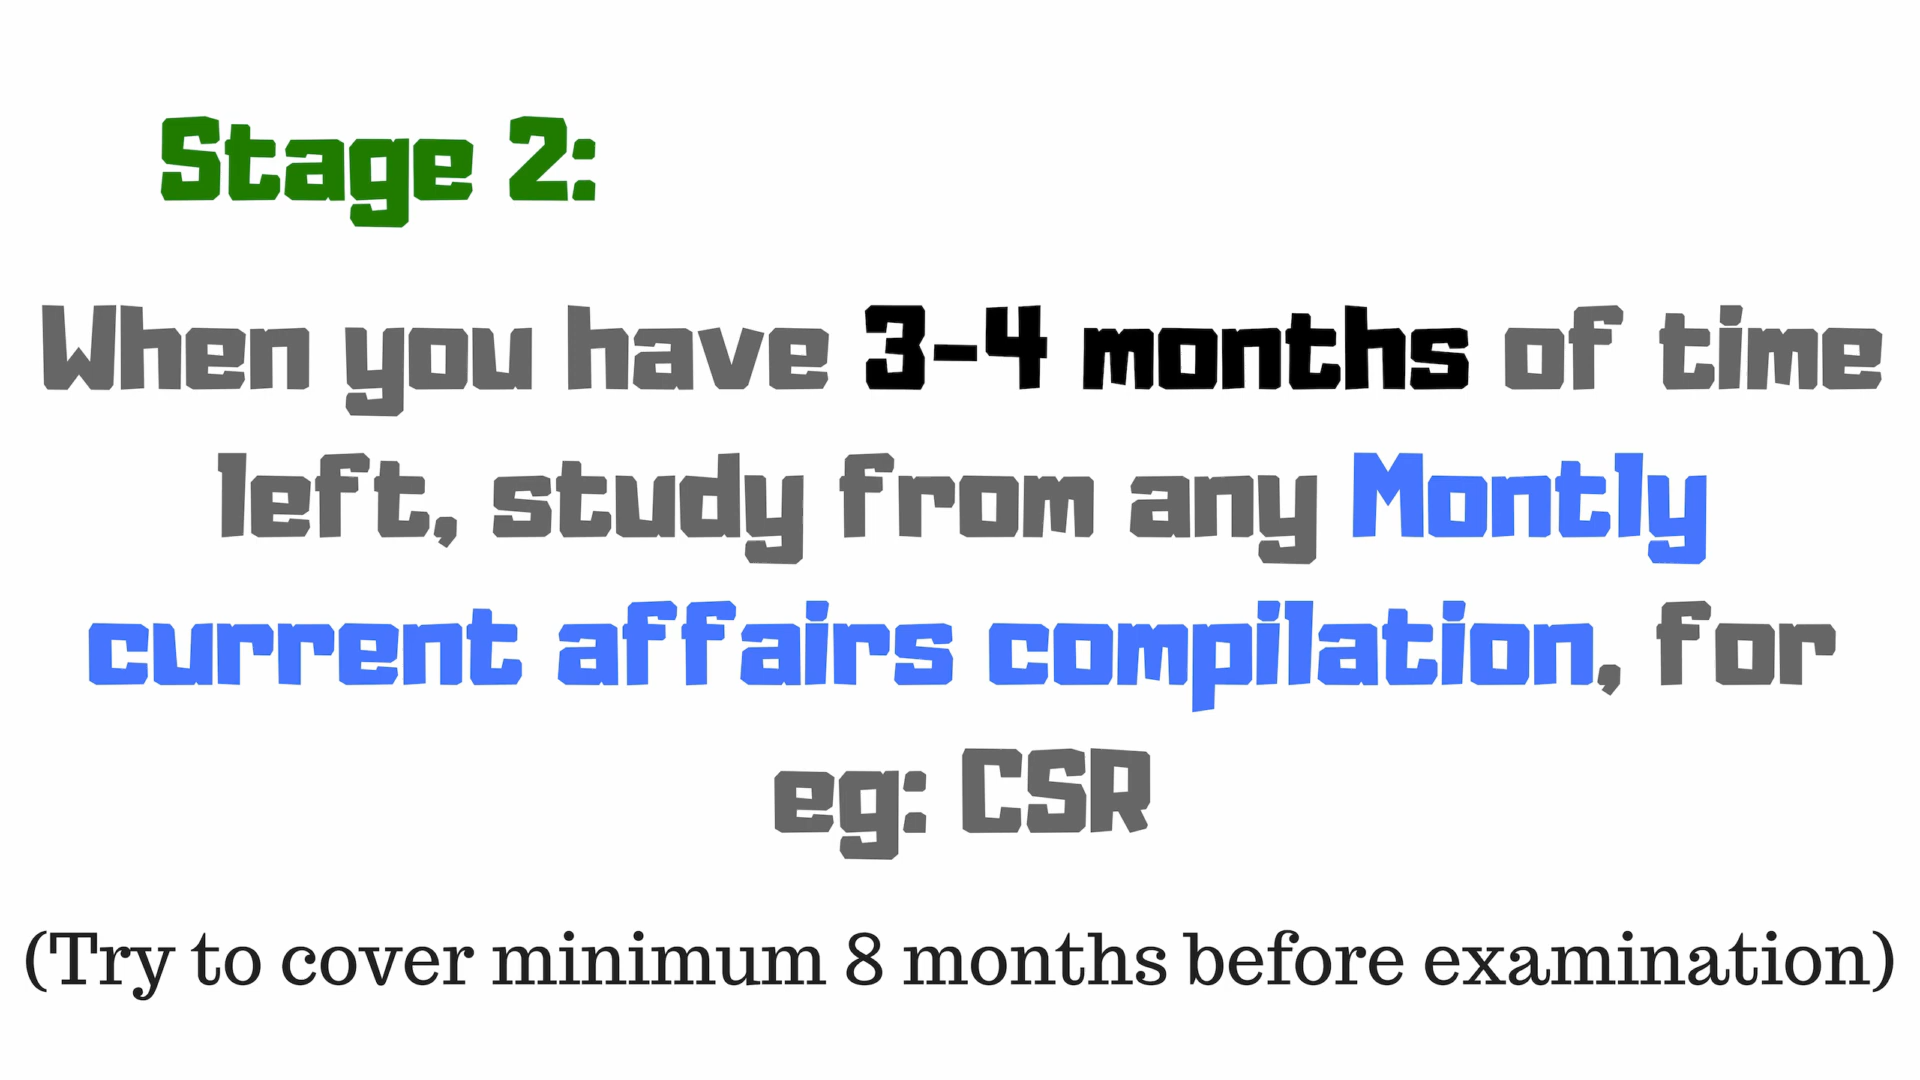 Stage 2:
When you have 3-4 months of time
left, study from any Montly
current affairs compilation, for
eg: CSR
(Try to cover minimum 8 months before examination)